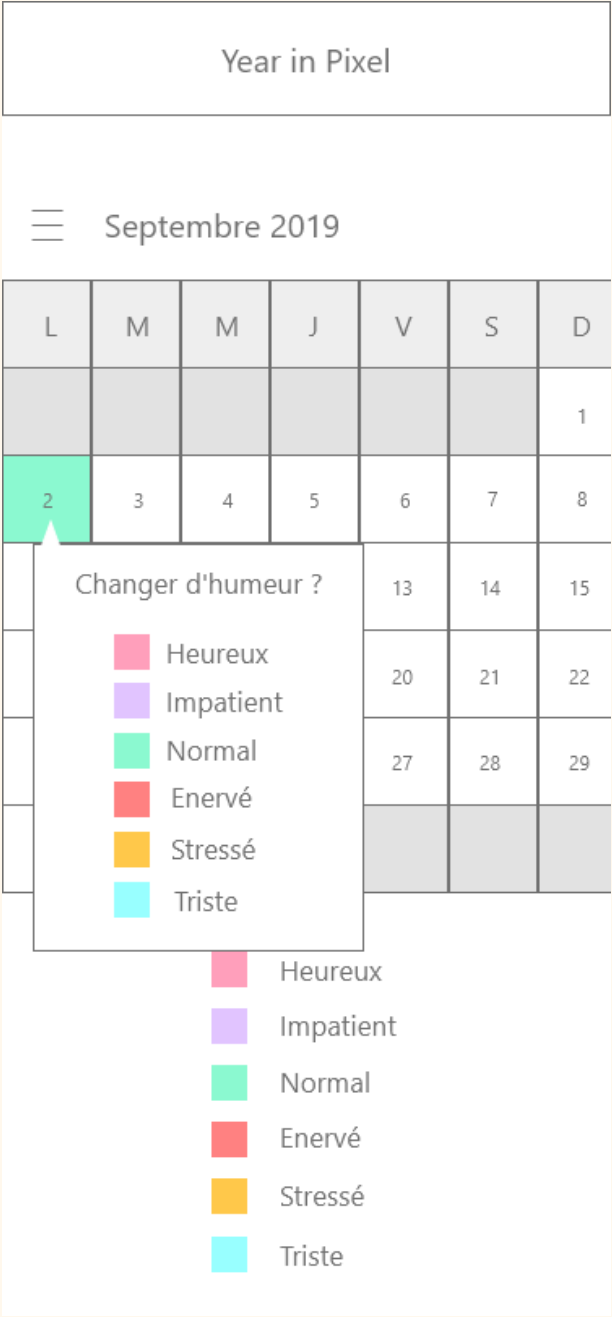 Year in Pixel
Septembre 2019
L M M J V S D
1
2 3 4 5 6 7 8
Changer d'humeur ?
13 14 15
Heureux
Impatient
20 21 22
Normal
27 28 29
Enervé
Stressé
Triste
Heureux
Impatient
Normal
Enervé
Stressé
Triste